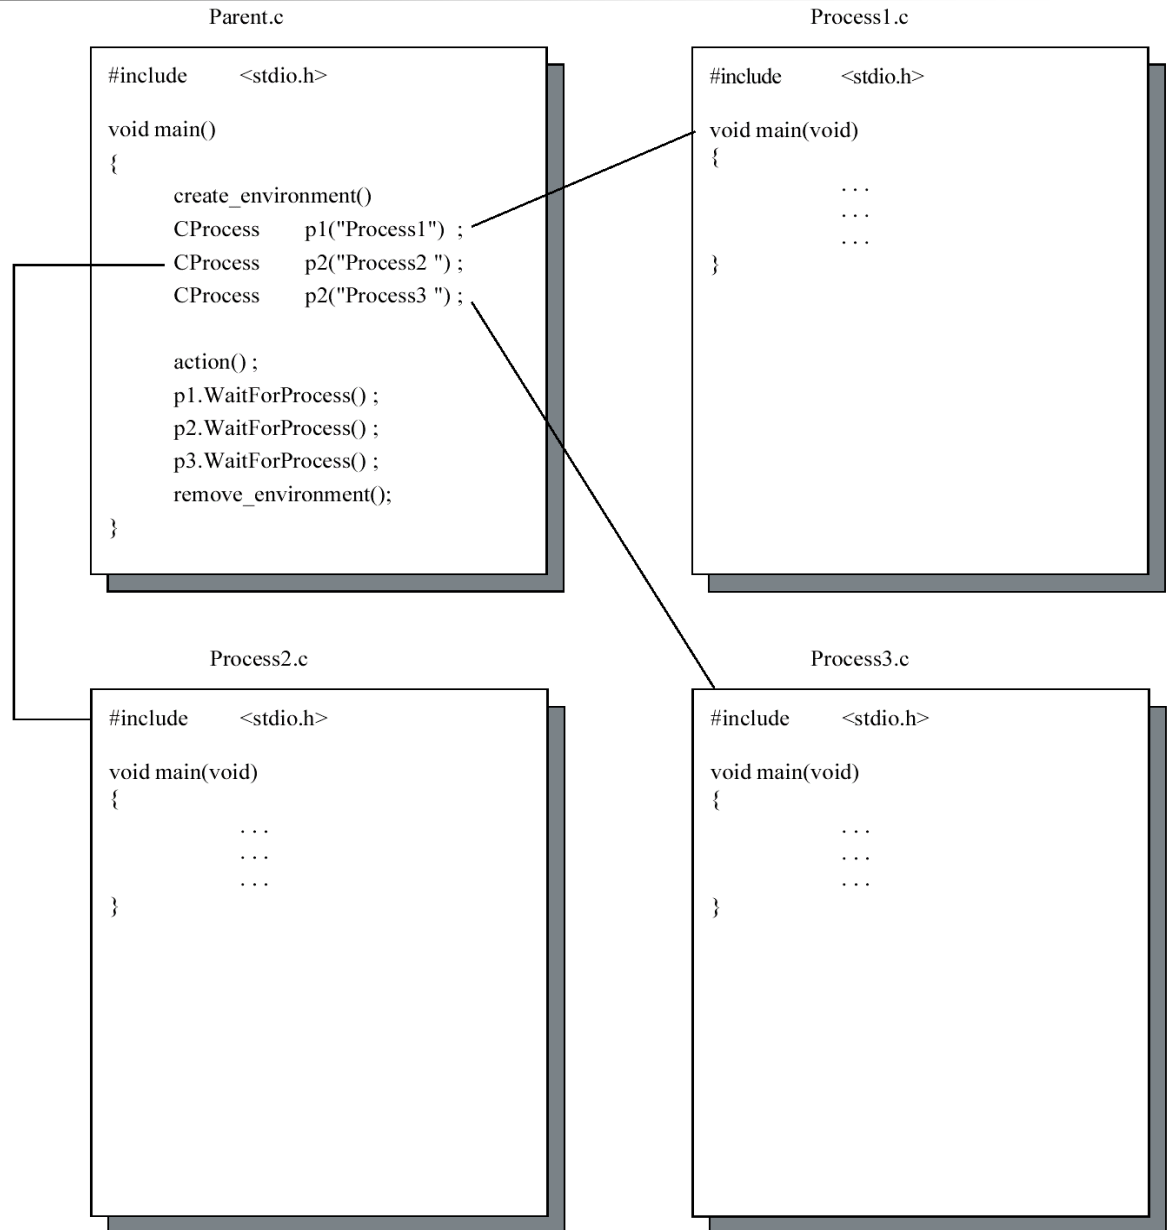 Parent.c
#include <stdio.h>
void main()
{
create_environment()
CProcess p1("Process1") ;
CProcess p2("Process2 ") ;
CProcess p2("Process3 ") ;
action() ;
p1.WaitForProcess() ;
p2.WaitForProcess() ;
p3.WaitForProcess() ;
remove_environment();
}
Process1.c
#include <stdio.h>
void main(void)
{
. . .
. . .
. . .
}
Process2.c
#include <stdio.h>
void main(void)
{
. . .
. . .
. . .
}
Process3.c
#include <stdio.h>
void main(void)
{
. . .
. . .
. . .
}